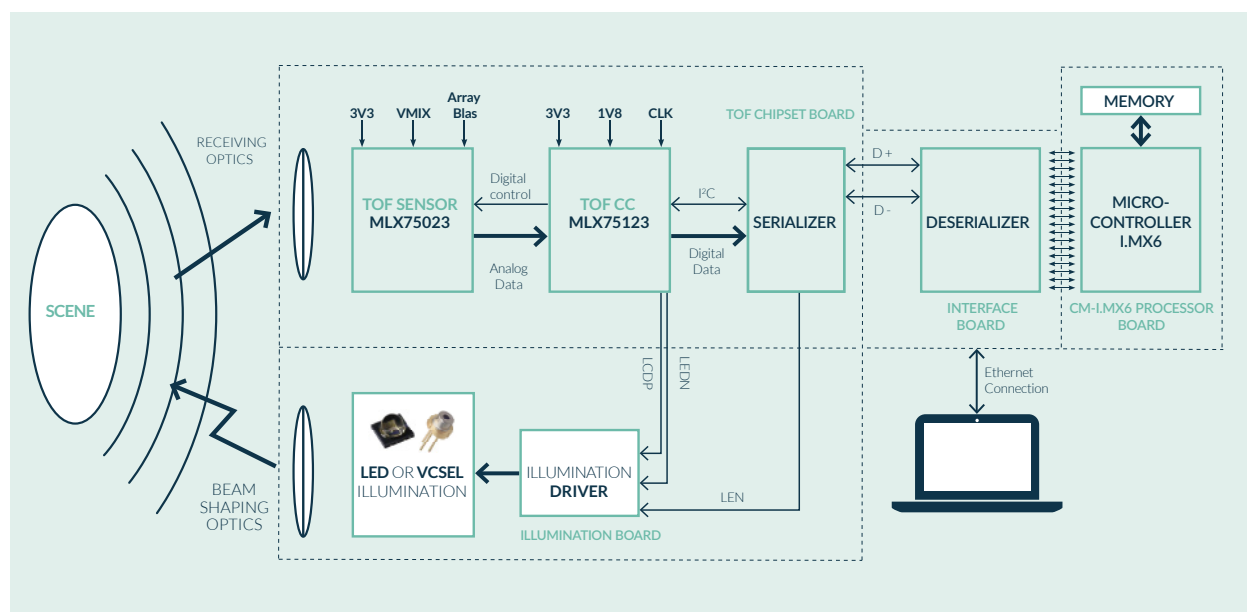 RECEIVING
OPTICS
3V3
VMIX
Array
Blas
3V3
1V8
CLK
TOF CHIPSET BOARD
MEMORY
TOF SENSOR
MLX75023
Digital
control
Analog
Data
TOF CC
MLX75123
I²C
Digital
Data
SERIALIZER
D +
D -
DESERIALIZER
MICRO-
CONTROLLER
I.MX6
INTERFACE
BOARD
CM-I.MX6 PROCESSOR
BOARD
SCENE
LCDP
LEDN
Ethernet
Connection
BEAM
SHAPING
OPTICS
LED OR VCSEL
ILLUMINATION
ILLUMINATION
DRIVER
LEN
ILLUMINATION BOARD